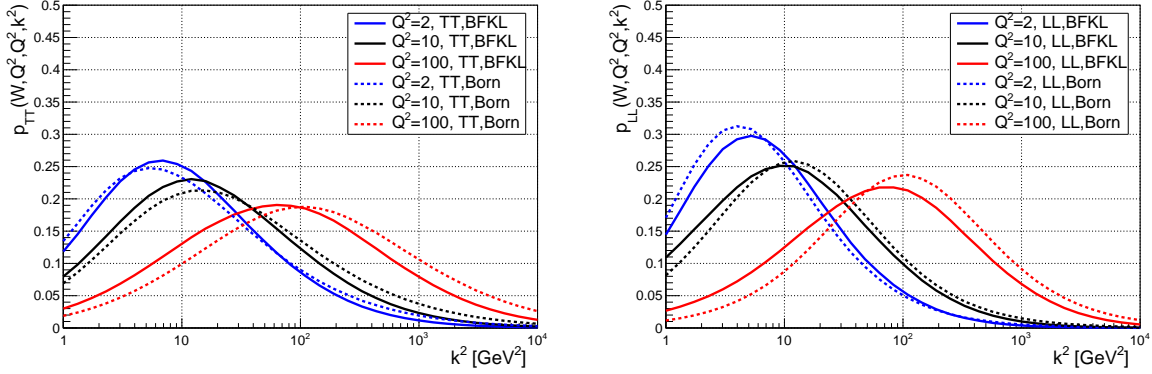 p_TT(W,Q²,Q²,k²)
0.5
0.45
0.4
0.35
0.3
0.25
0.2
0.15
0.1
0.05
0
Q²=2, TT,BFKL
Q²=10, TT,BFKL
Q²=100, TT,BFKL
Q²=2, TT,Born
Q²=10, TT,Born
Q²=100, TT,Born
1 10 10² 10³ 10⁴
k² [GeV²]
p_LL(W,Q²,Q²,k²)
0.5
0.45
0.4
0.35
0.3
0.25
0.2
0.15
0.1
0.05
0
Q²=2, LL,BFKL
Q²=10, LL,BFKL
Q²=100, LL,BFKL
Q²=2, LL,Born
Q²=10, LL,Born
Q²=100, LL,Born
1 10 10² 10³ 10⁴
k² [GeV²]